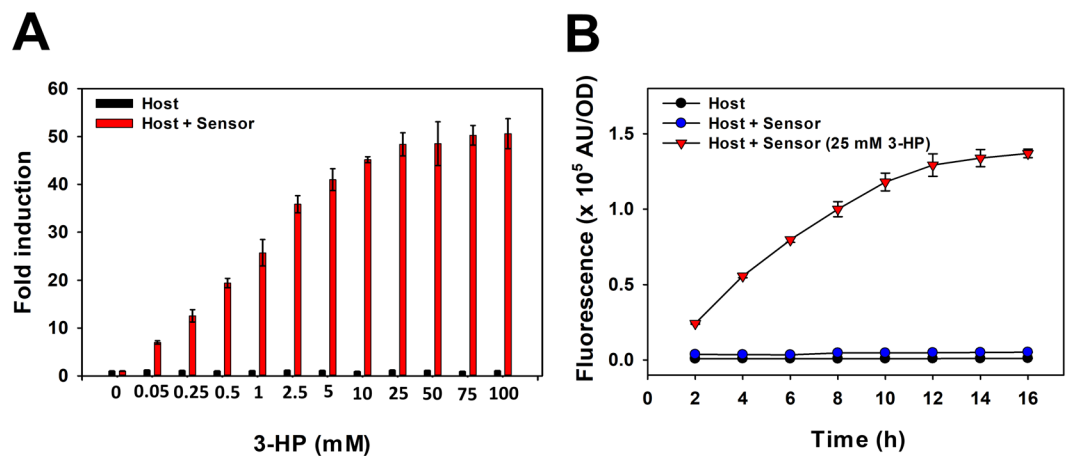 A
Fold induction
60
50
40
30
20
10
0
Host
Host + Sensor
0 0.05 0.25 0.5 1 2.5 5 10 25 50 75 100
3-HP (mM)
B
Fluorescence (x 10⁵ AU/OD)
1.5
1.0
0.5
0.0
Host
Host + Sensor
Host + Sensor (25 mM 3-HP)
0 2 4 6 8 10 12 14 16
Time (h)